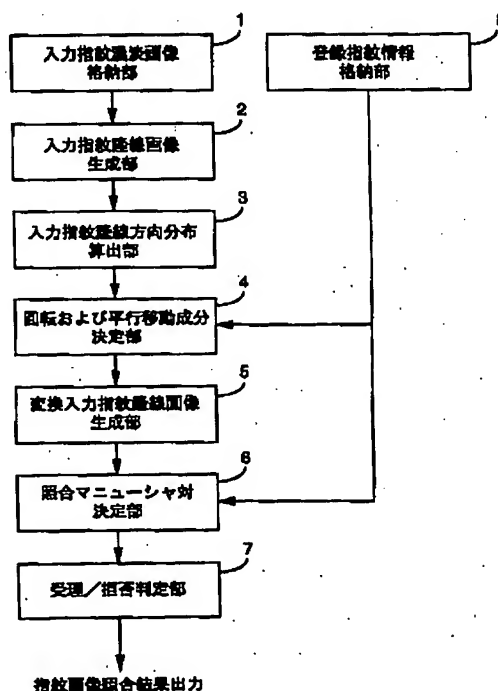 1
入力指紋濃淡画像
格納部
8
登録指紋情報
格納部
2
入力指紋隆線画像
生成部
3
入力指紋隆線方向分布
算出部
4
回転および平行移動成分
決定部
5
変換入力指紋隆線画像
生成部
6
照合マニューシャ対
決定部
7
受理／拒否判定部
指紋画像照合結果出力